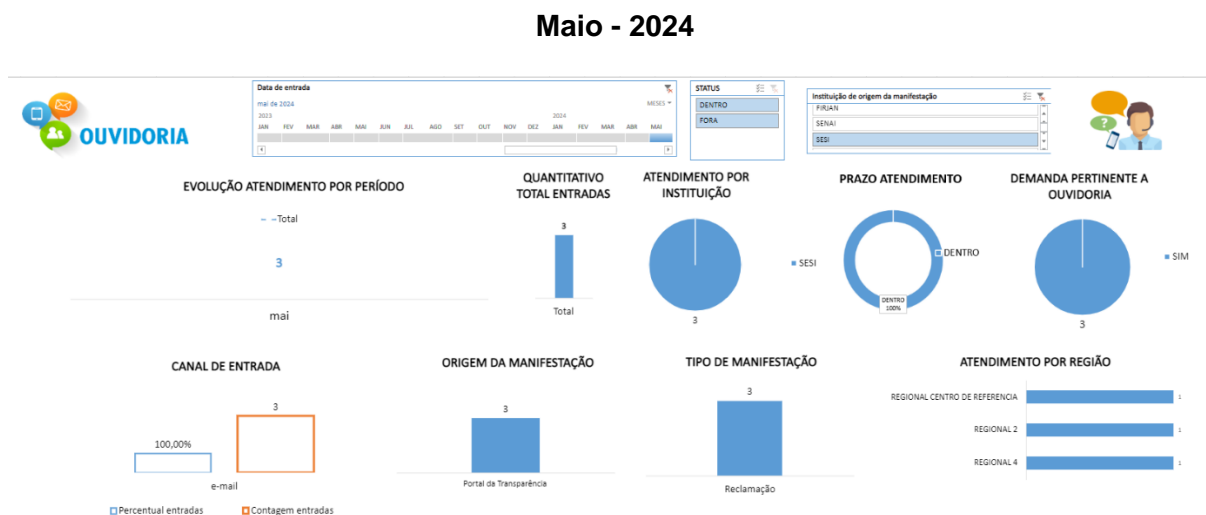 Maio - 2024
OUVIDORIA
Data de entrada
mai de 2024
MESES
2023
2024
JAN FEV MAR ABR MAI JUN JUL AGO SET OUT NOV DEZ JAN FEV MAR ABR MAI
STATUS
DENTRO
FORA
Instituição de origem da manifestação
FIRJAN
SENAI
SESI
?
EVOLUÇÃO ATENDIMENTO POR PERÍODO
Total
3
mai
QUANTITATIVO
TOTAL ENTRADAS
3
Total
ATENDIMENTO POR
INSTITUIÇÃO
SESI
3
PRAZO ATENDIMENTO
DENTRO
DENTRO
100%
DEMANDA PERTINENTE A
OUVIDORIA
SIM
3
CANAL DE ENTRADA
3
100,00%
e-mail
Percentual entradas
Contagem entradas
ORIGEM DA MANIFESTAÇÃO
3
Portal da Transparência
TIPO DE MANIFESTAÇÃO
3
Reclamação
ATENDIMENTO POR REGIÃO
REGIONAL CENTRO DE REFERENCIA
1
REGIONAL 2
1
REGIONAL 4
1